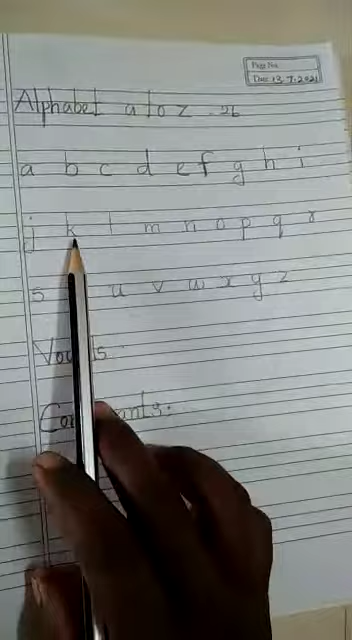 Page No.
Date 13.7.2021
Alphabet a to z - 26
a b c d e f g h i
j k l m n o p q r
s u v w x y z